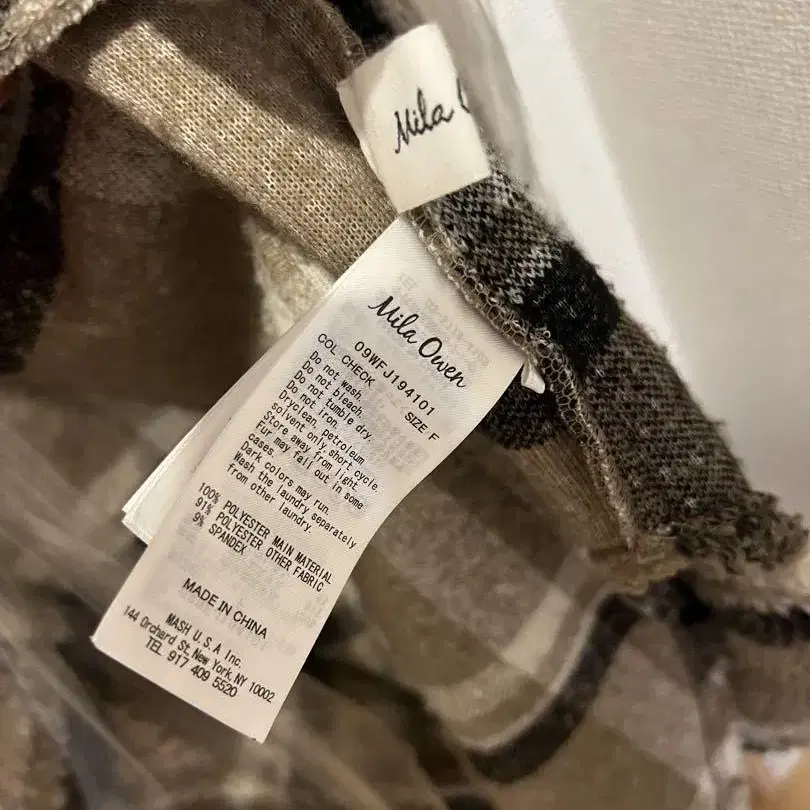 Mila
Mila Owen
09WFJ194101
COL CHECK SIZE F
Do not wash.
Do not bleach.
Do not tumble dry.
Do not iron.
Dryclean, petroleum
solvent only short cycle.
Store away from light.
Fur may fall out in some
cases.
Dark colors may run.
Wash the laundry separately
from other laundry.
100% POLYESTER MAIN MATERIAL
91% POLYESTER OTHER FABRIC
9% SPANDEX
MADE IN CHINA
MASH U.S.A Inc.
144 Orchard St, New York, NY 10002
TEL 917 409 5520